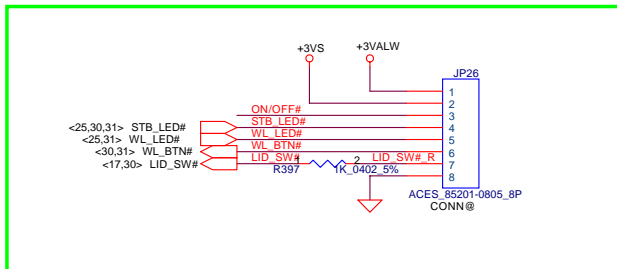 +3VS
+3VALW
JP26
1
2
ON/OFF#
3
<25,30,31> STB_LED#
STB_LED#
4
<25,31> WL_LED#
WL_LED#
5
<30,31> WL_BTN#
WL_BTN#
6
<17,30> LID_SW#
LID_SW#
1
2
LID_SW#_R
7
R397
1K_0402_5%
8
ACES_85201-0805_8P
CONN@